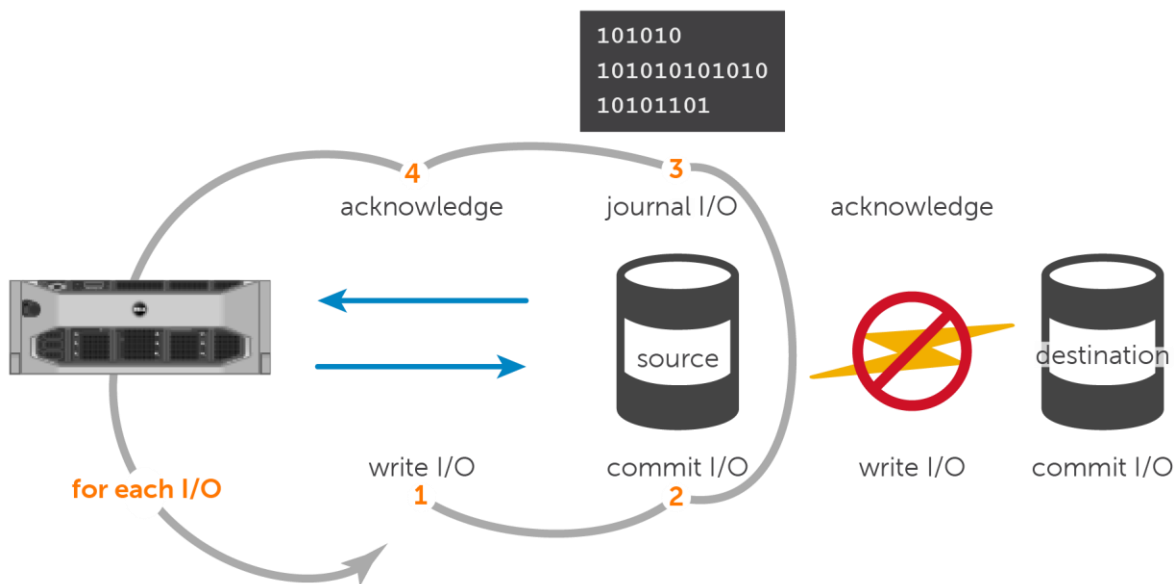 101010
101010101010
10101101
4
3
acknowledge
journal I/O
acknowledge
source
destination
for each I/O
write I/O
commit I/O
write I/O
commit I/O
1
2